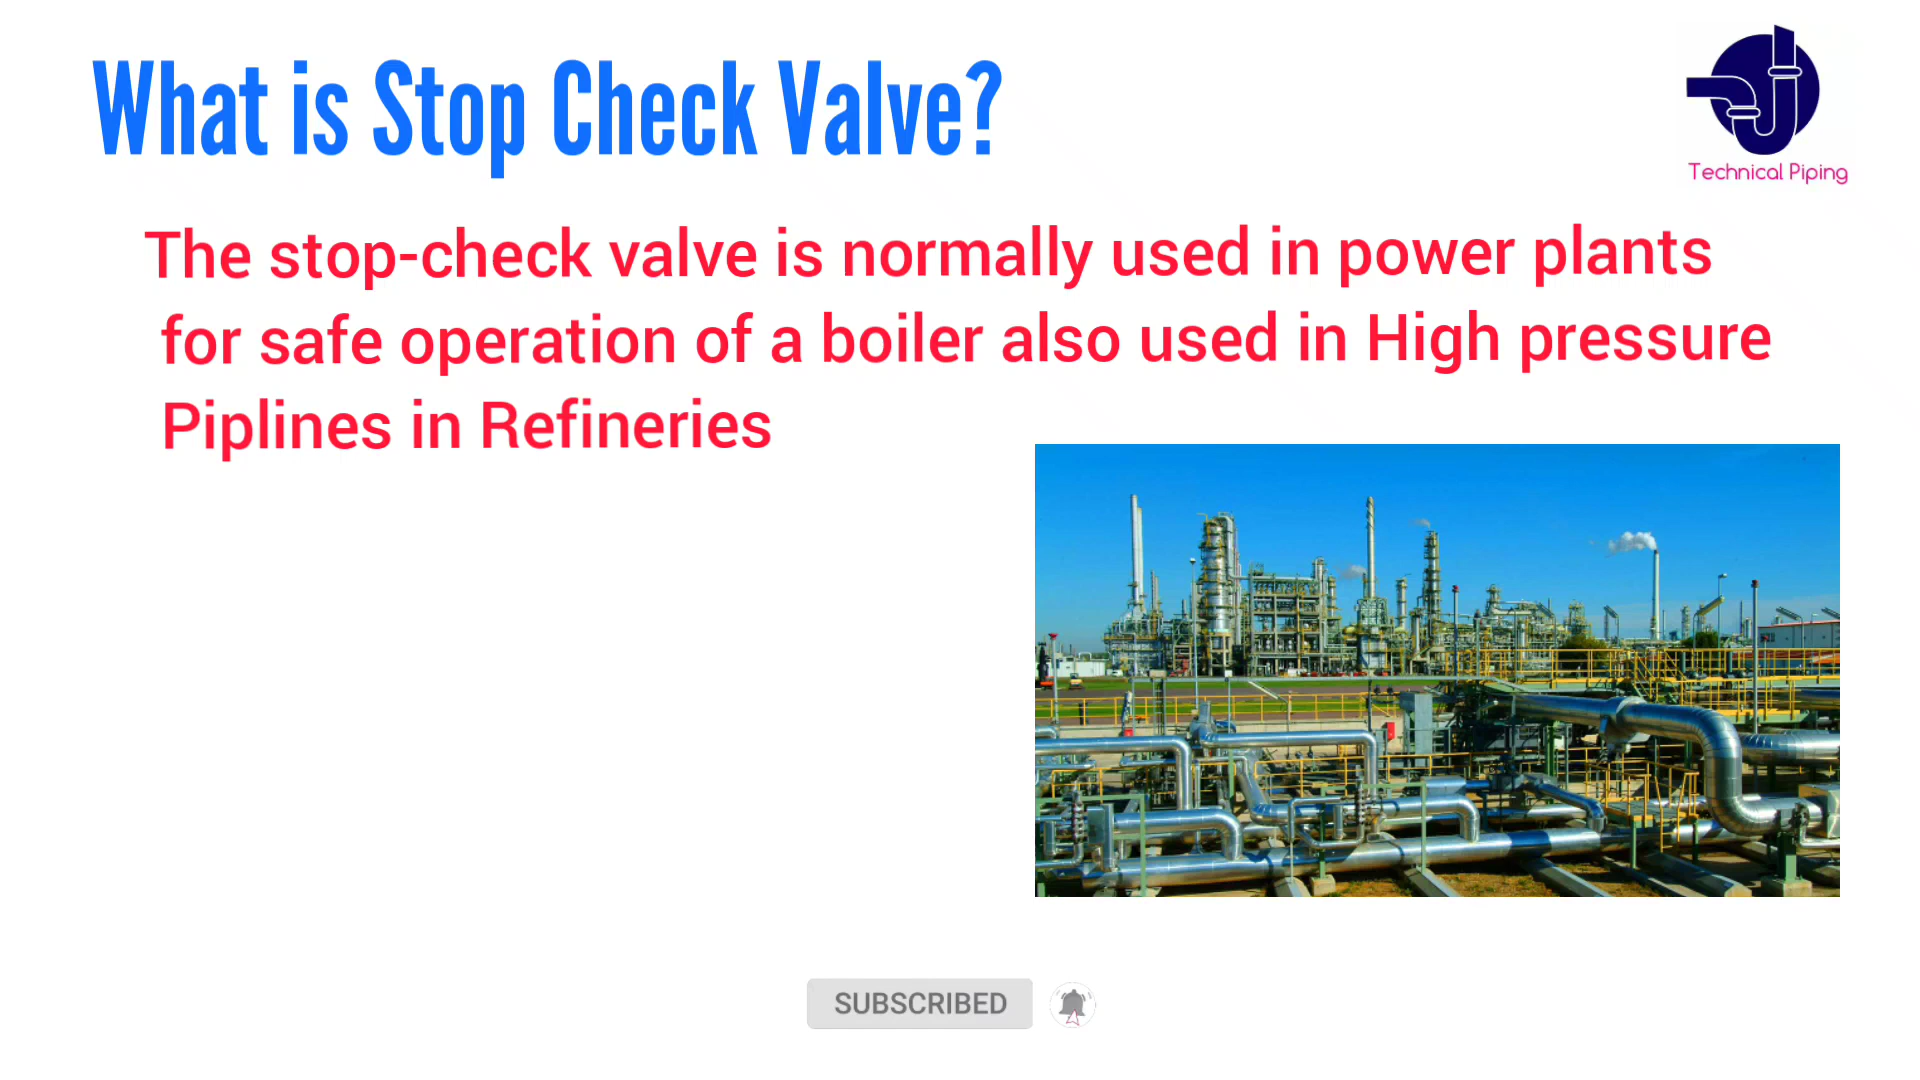 What is Stop Check Valve?
Technical Piping
The stop-check valve is normally used in power plants
for safe operation of a boiler also used in High pressure
Piplines in Refineries
SUBSCRIBED